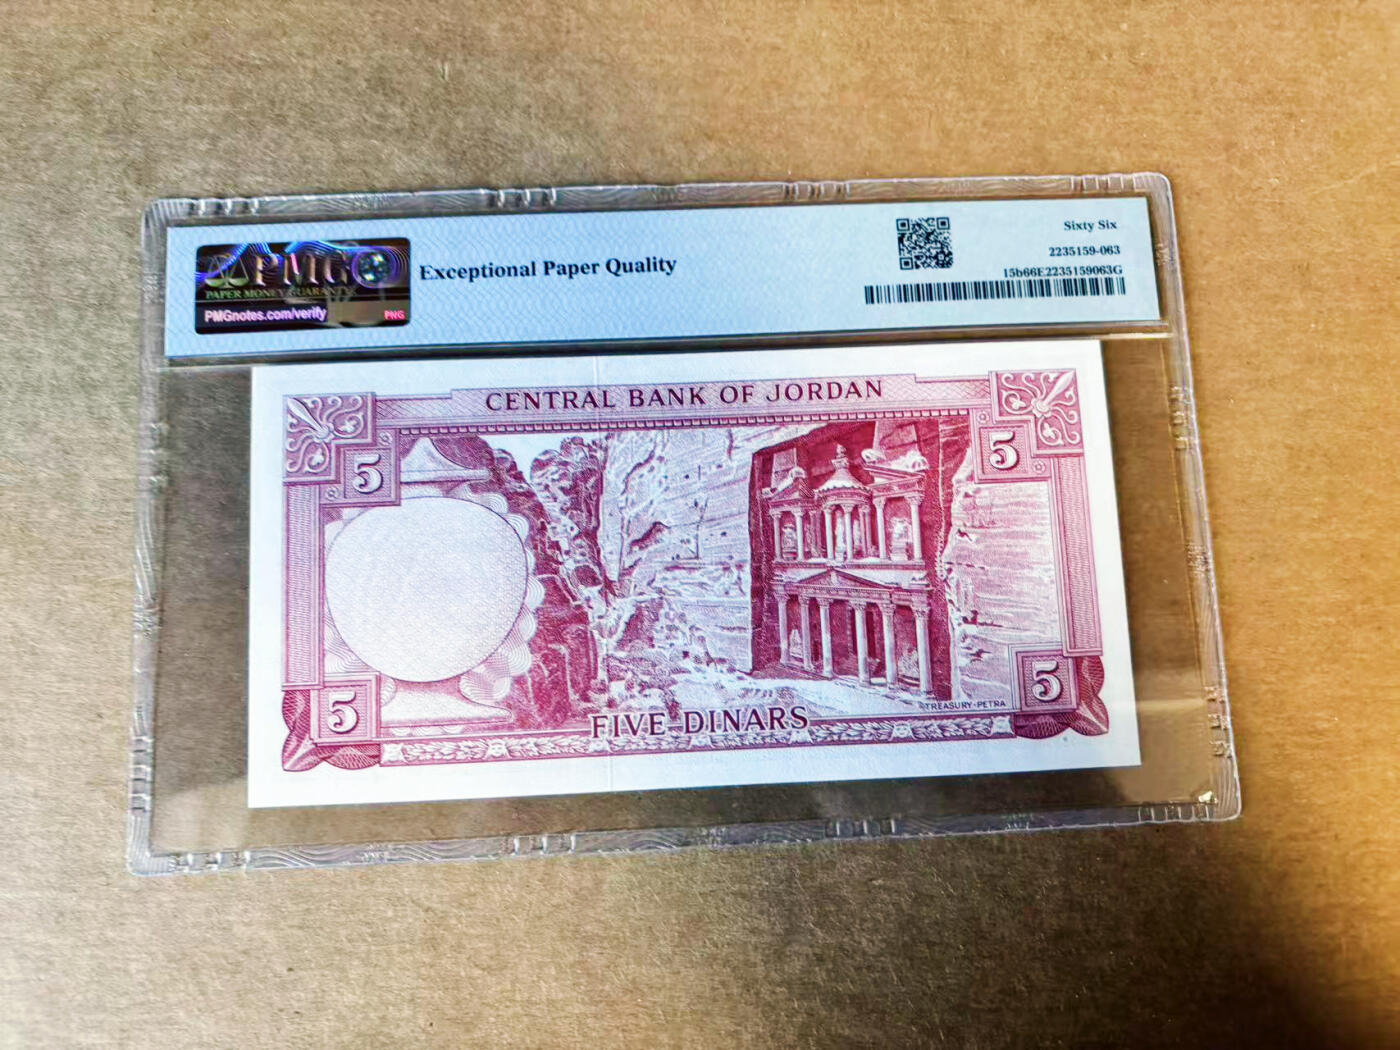 PMG
PAPER MONEY GUARANTY
PMGnotes.com/verify
PNG
Exceptional Paper Quality
Sixty Six
2235159-063
15b66E2235159063G
CENTRAL BANK OF JORDAN
5
5
5
5
TREASURY-PETRA
FIVE DINARS